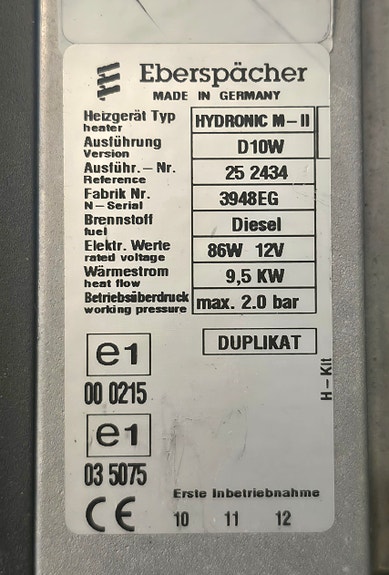 Eberspächer
MADE IN GERMANY
Heizgerät Typ HYDRONIC M-II
heater
Ausführung D10W
Version
Ausführ.-Nr. 25 2434
Reference
Fabrik Nr. 3948EG
N-Serial
Brennstoff Diesel
fuel
Elektr. Werte 86W 12V
rated voltage
Wärmestrom 9,5 KW
heat flow
Betriebsüberdruck max. 2.0 bar
working pressure
e1 DUPLIKAT
00 0215
H-Kit
e1
03 5075
Erste Inbetriebnahme
CE 10 11 12